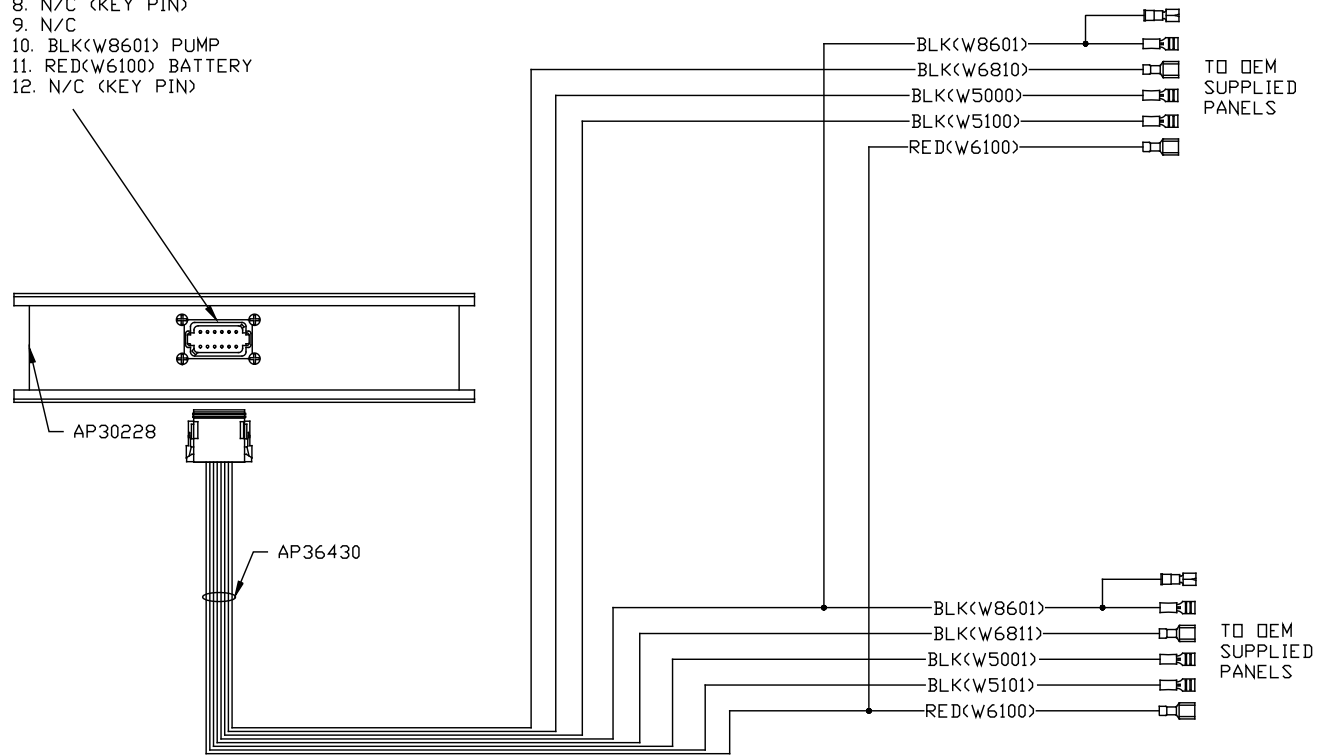 8. N/C (KEY PIN)
9. N/C
10. BLK(W8601) PUMP
11. RED(W6100) BATTERY
12. N/C (KEY PIN)
BLK(W8601)
BLK(W6810)
BLK(W5000)
BLK(W5100)
RED(W6100)
TO OEM
SUPPLIED
PANELS
AP30228
AP36430
BLK(W8601)
BLK(W6811)
BLK(W5001)
BLK(W5101)
RED(W6100)
TO OEM
SUPPLIED
PANELS